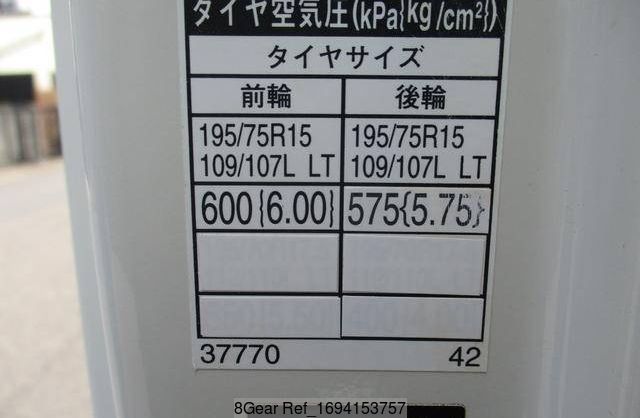 タイヤ空気圧(kPa{kg/cm²})
タイヤサイズ
前輪 後輪
195/75R15 195/75R15
109/107L LT 109/107L LT
600{6.00} 575{5.75}
37770 42
8Gear Ref_1694153757